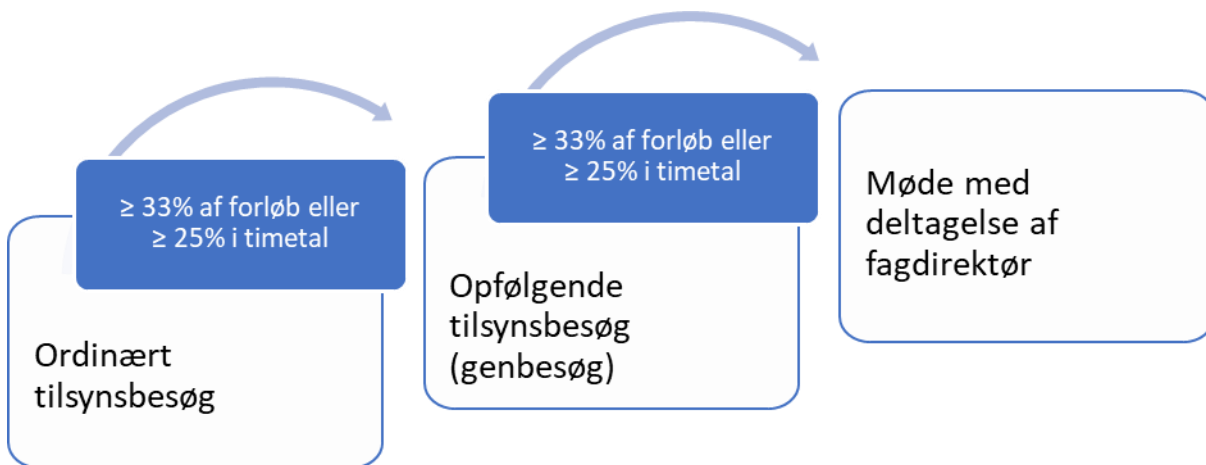 ≥ 33% af forløb eller
≥ 25% i timetal
Ordinært
tilsynsbesøg
≥ 33% af forløb eller
≥ 25% i timetal
Opfølgende
tilsynsbesøg
(genbesøg)
Møde med
deltagelse af
fagdirektør